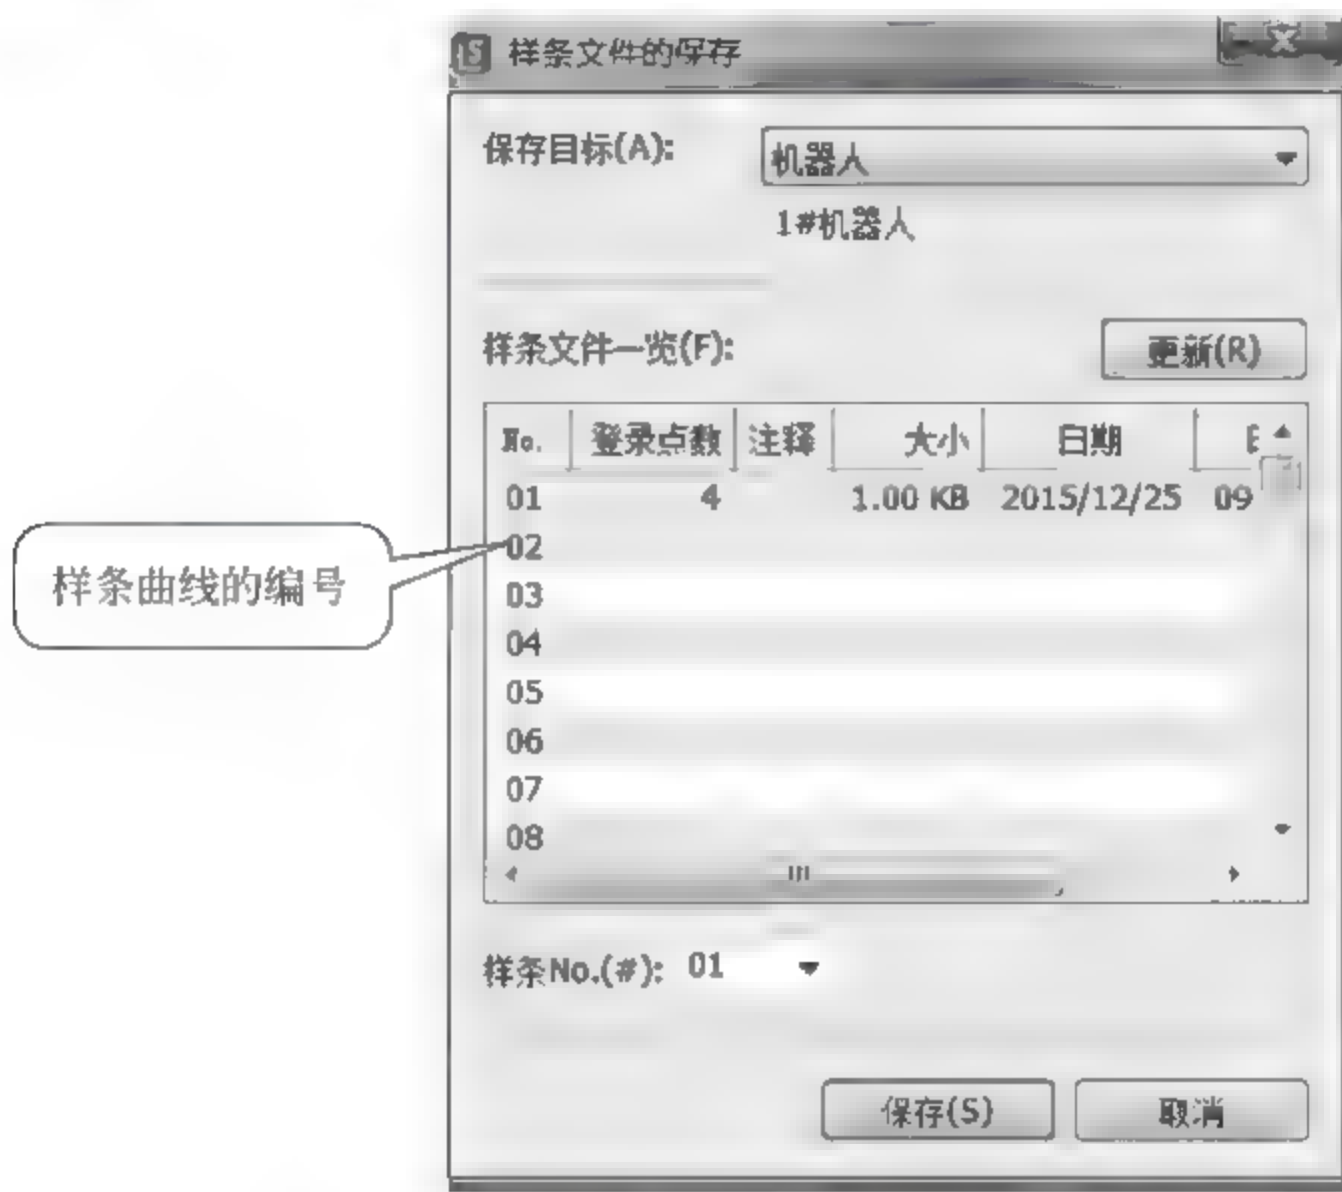 样条文件的保存
保存目标(A): 机器人
1#机器人
样条文件一览(F): 更新(R)
No. 登录点数 注释 大小 日期
01 4 1.00 KB 2015/12/25 09
02
03
04
05
06
07
08
样条曲线的编号
样条No.(#): 01
保存(S) 取消